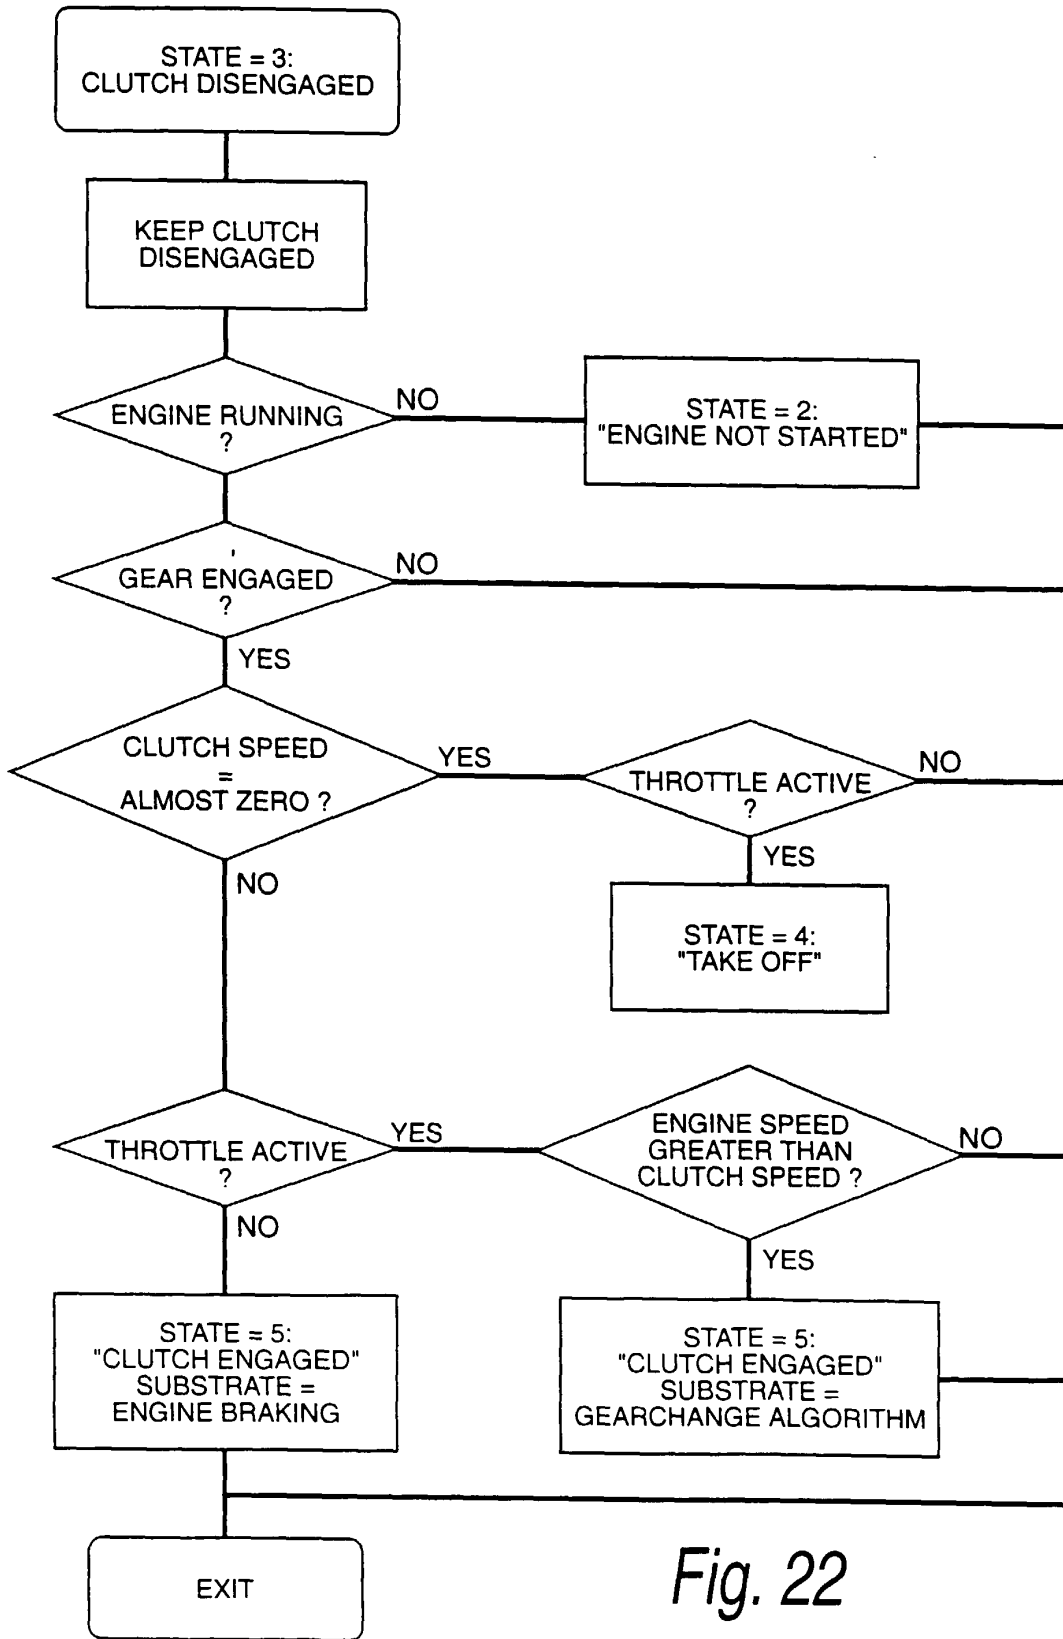 STATE = 3:
CLUTCH DISENGAGED
KEEP CLUTCH
DISENGAGED
ENGINE RUNNING
?
NO
STATE = 2:
"ENGINE NOT STARTED"
GEAR ENGAGED
?
NO
YES
CLUTCH SPEED
=
ALMOST ZERO ?
YES
THROTTLE ACTIVE
?
NO
YES
NO
STATE = 4:
"TAKE OFF"
THROTTLE ACTIVE
?
YES
ENGINE SPEED
GREATER THAN
CLUTCH SPEED ?
NO
NO
YES
STATE = 5:
"CLUTCH ENGAGED"
SUBSTRATE =
ENGINE BRAKING
STATE = 5:
"CLUTCH ENGAGED"
SUBSTRATE =
GEARCHANGE ALGORITHM
EXIT
Fig. 22